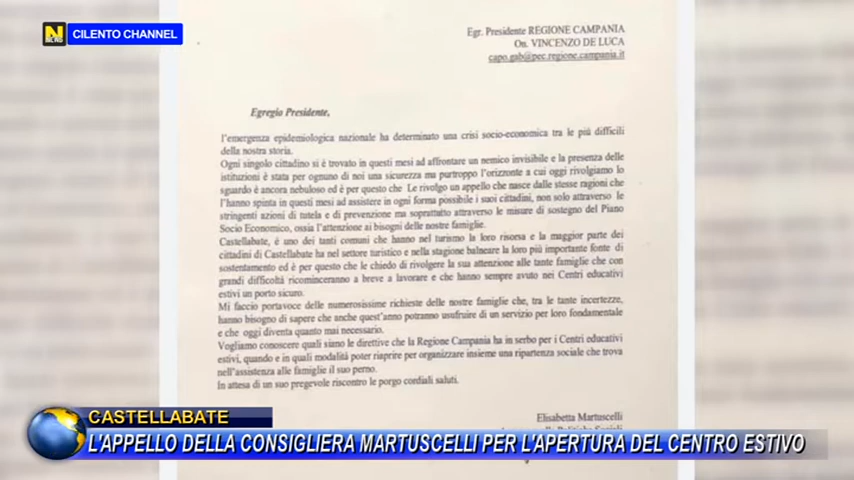 CILENTO CHANNEL
Egr. Presidente REGIONE CAMPANIA
On. VINCENZO DE LUCA
capo.gab@pec.regione.campania.it
Egregio Presidente,
l'emergenza epidemiologica nazionale ha determinato una crisi socio-economica tra le più difficili
della nostra storia.
Ogni singolo cittadino si è trovato in questi mesi ad affrontare un nemico invisibile e la presenza delle
istituzioni è stata per ognuno di noi una sicurezza ma purtroppo l'orizzonte a cui oggi rivolgiamo lo
sguardo è ancora nebuloso ed è per questo che Le rivolgo un appello che nasce dalle stesse ragioni che
l'hanno spinta in questi mesi ad assistere in ogni forma possibile i suoi cittadini, non solo attraverso le
stringenti azioni di tutela e di prevenzione ma soprattutto attraverso le misure di sostegno del Piano
Socio Economico, ossia l'attenzione ai bisogni delle nostre famiglie.
Castellabate, è uno dei tanti comuni che hanno nel turismo la loro risorsa e la maggior parte dei
cittadini di Castellabate ha nel settore turistico e nella stagione balneare la loro più importante fonte di
sostentamento ed è per questo che le chiedo di rivolgere la sua attenzione alle tante famiglie che con
grandi difficoltà ricominceranno a breve a lavorare e che hanno sempre avuto nei Centri educativi
estivi un porto sicuro.
Mi faccio portavoce delle numerosissime richieste delle nostre famiglie che, tra le tante incertezze,
hanno bisogno di sapere che anche quest'anno potranno usufruire di un servizio per loro fondamentale
e che oggi diventa quanto mai necessario.
Vogliamo conoscere quali siano le direttive che la Regione Campania ha in serbo per i Centri educativi
estivi, quando e in quali modalità poter riaprire per organizzare insieme una ripartenza sociale che trova
nell'assistenza alle famiglie il suo perno.
In attesa di un suo pregevole riscontro le porgo cordiali saluti.
Elisabetta Martuscelli
CASTELLABATE
L'APPELLO DELLA CONSIGLIERA MARTUSCELLI PER L'APERTURA DEL CENTRO ESTIVO